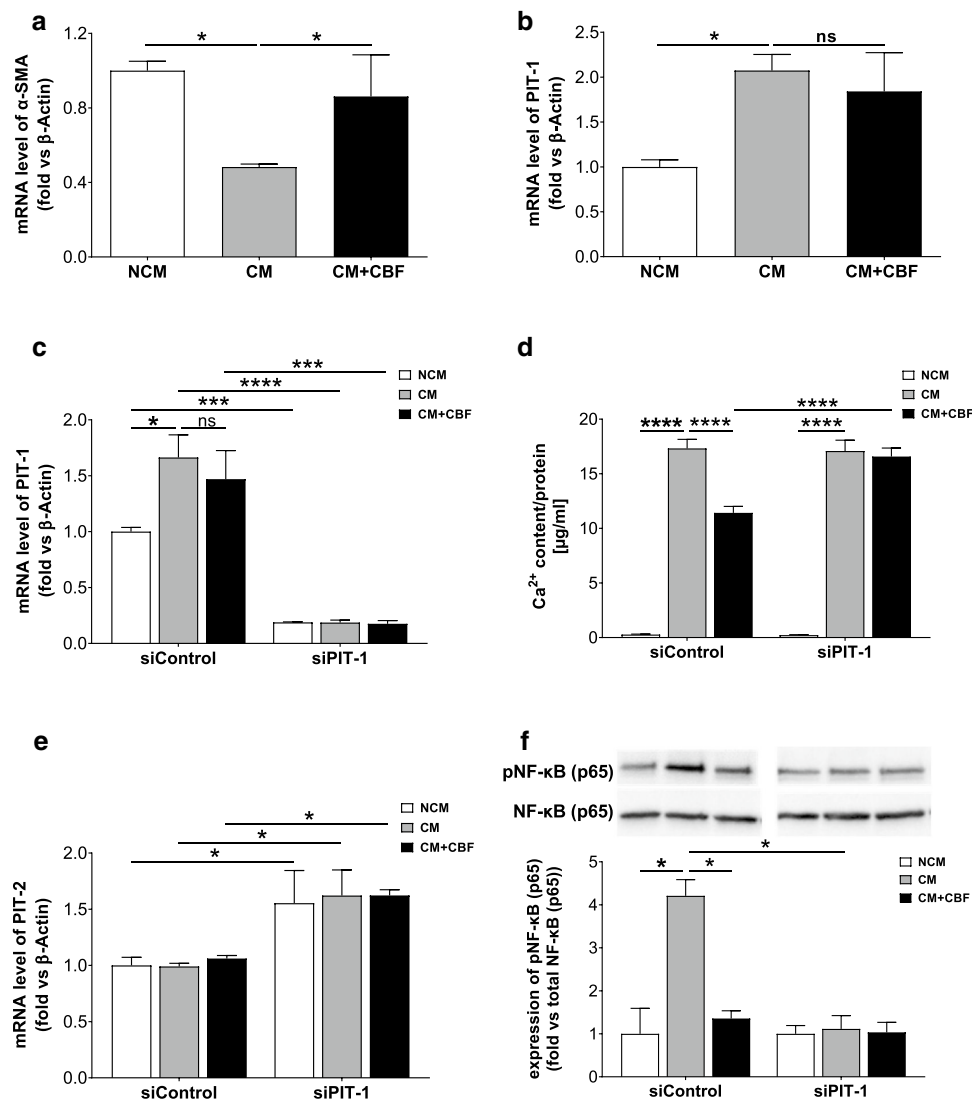 a
mRNA level of α-SMA
(fold vs β-Actin)
1.2
0.8
0.4
0.0
* *
NCM CM CM+CBF
b
mRNA level of PIT-1
(fold vs β-Actin)
2.5
2.0
1.5
1.0
0.5
0.0
* ns
NCM CM CM+CBF
c
mRNA level of PIT-1
(fold vs β-Actin)
2.0
1.5
1.0
0.5
0.0
***
****
***
* ns
NCM
CM
CM+CBF
siControl siPIT-1
d
Ca2+ content/protein
[µg/ml]
20
15
10
5
0
****
**** **** ****
NCM
CM
CM+CBF
siControl siPIT-1
e
mRNA level of PIT-2
(fold vs β-Actin)
2.0
1.5
1.0
0.5
0.0
*
*
*
NCM
CM
CM+CBF
siControl siPIT-1
f
pNF-κB (p65)
NF-κB (p65)
expression of pNF-κB (p65)
(fold vs total NF-κB (p65))
5
4
3
2
1
0
*
* *
NCM
CM
CM+CBF
siControl siPIT-1